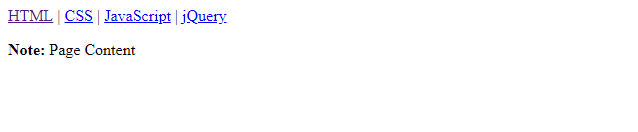 HTML | CSS | JavaScript | jQuery
Note: Page Content